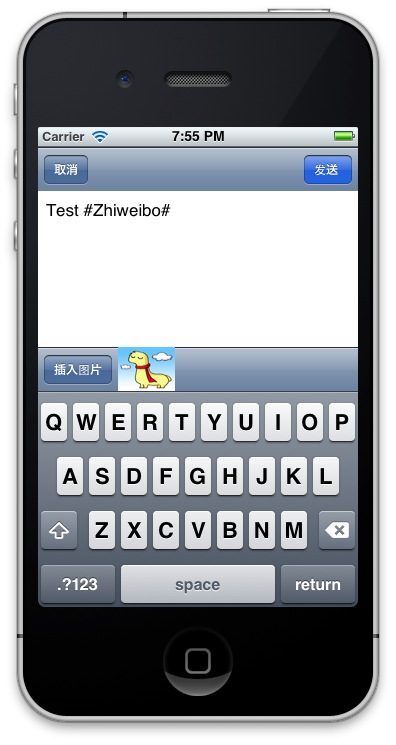 Carrier 7:55 PM
取消 发送
Test #Zhiweibo#
插入图片
Q W E R T Y U I O P
A S D F G H J K L
Z X C V B N M
.?123 space return